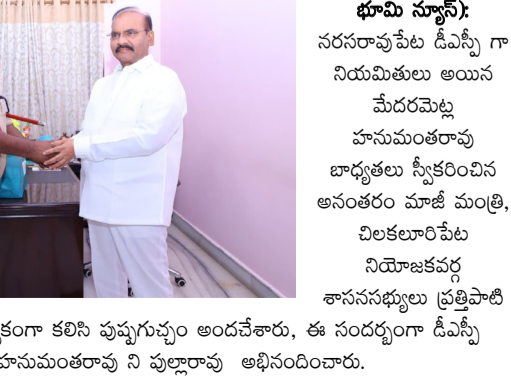 భూమి న్యూస్):
నరసరావుపేట డీఎస్పీ గా
నియమితులు అయిన
మేదరమెట్ల
హనుమంతరావు
బాధ్యతలు స్వీకరించిన
అనంతరం మాజీ మంత్రి,
చిలకలూరిపేట
నియోజకవర్గ
శాసనసభ్యులు ప్రత్తిపాటి
కలిసి పుష్పగుచ్చం అందచేశారు, ఈ సందర్బంగా డీఎస్పీ
హనుమంతరావు ని పుల్లారావు అభినందించారు.